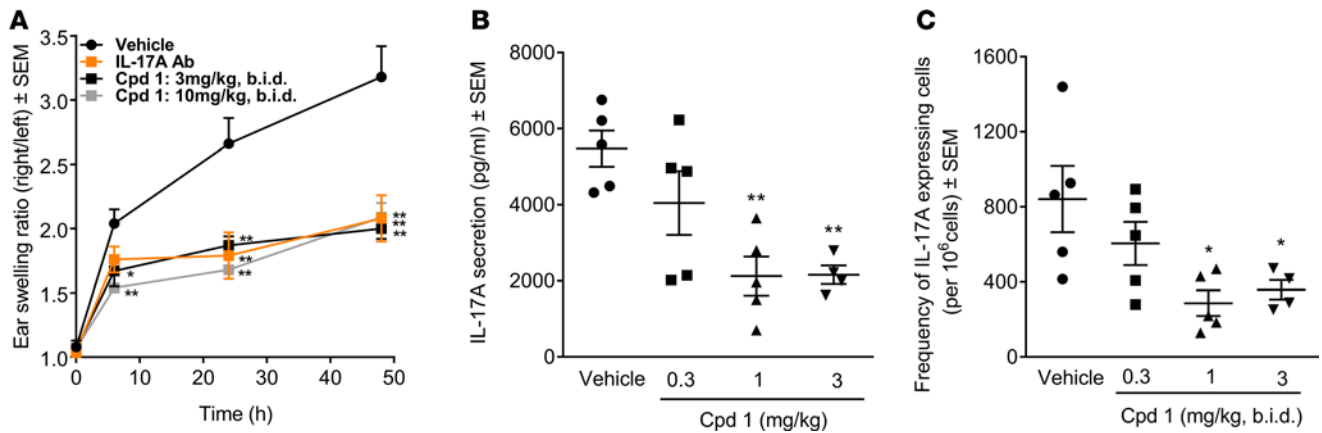 A
Ear swelling ratio (right/left) ± SEM
3.5
3.0
2.5
2.0
1.5
1.0
Vehicle
IL-17A Ab
Cpd 1: 3mg/kg, b.i.d.
Cpd 1: 10mg/kg, b.i.d.
*
**
**
**
**
**
**
**
0
10
20
30
40
50
Time (h)
B
IL-17A secretion (pg/ml) ± SEM
8000
6000
4000
2000
0
**
**
Vehicle
0.3
1
3
Cpd 1 (mg/kg)
C
Frequency of IL-17A expressing cells
(per 10⁶ cells) ± SEM
1600
1200
800
400
0
*
*
Vehicle
0.3
1
3
Cpd 1 (mg/kg, b.i.d.)